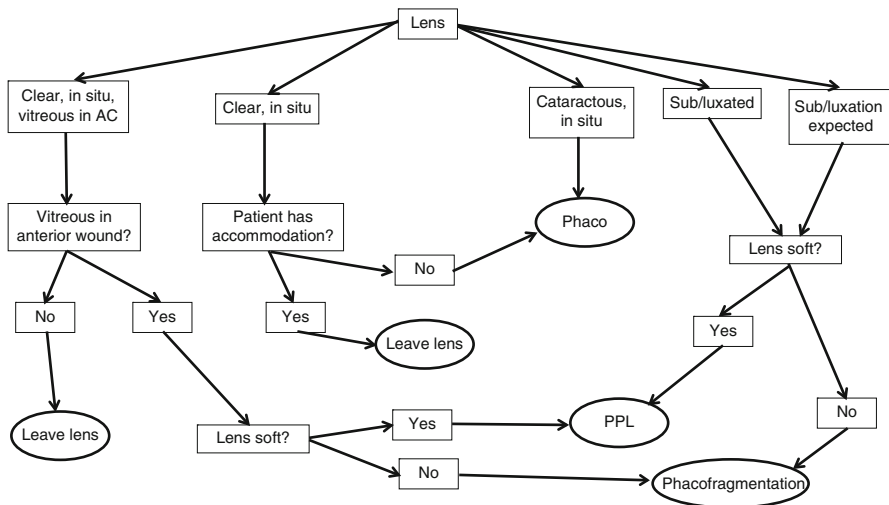 Lens
Clear, in situ,
vitreous in AC
Clear, in situ
Cataractous,
in situ
Sub/luxated
Sub/luxation
expected
Vitreous in
anterior wound?
Patient has
accommodation?
Phaco
Lens soft?
No
No
Yes
Yes
Yes
Leave lens
Leave lens
Lens soft?
Yes
PPL
No
No
Phacofragmentation